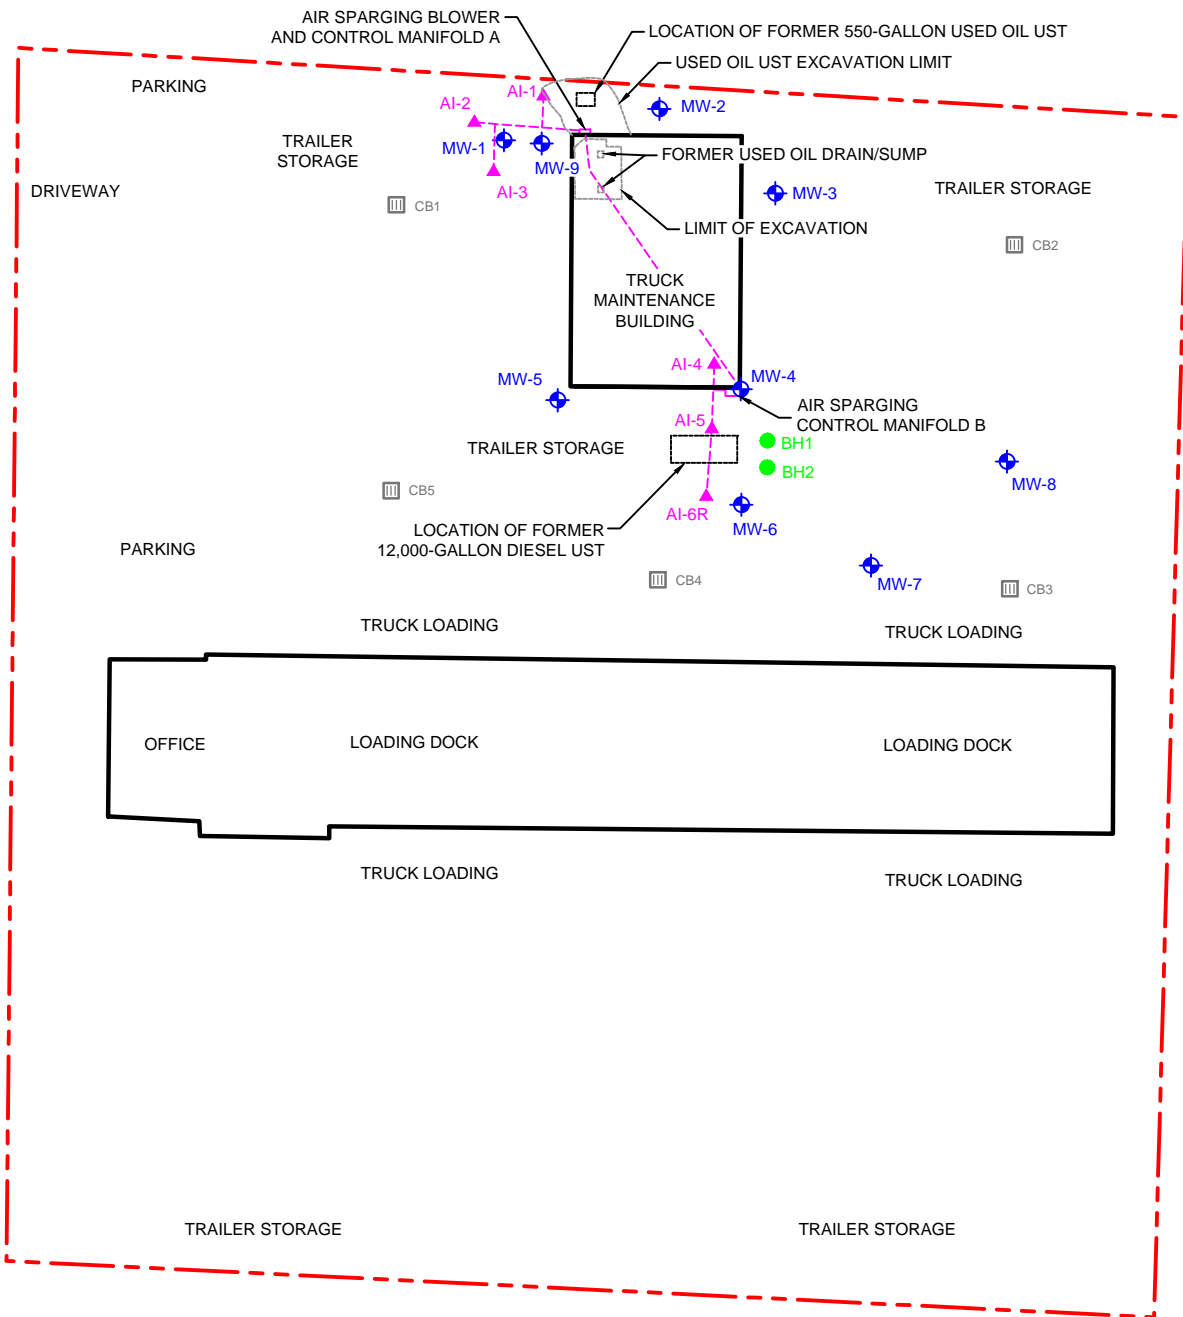 AIR SPARGING BLOWER
AND CONTROL MANIFOLD A
LOCATION OF FORMER 550-GALLON USED OIL UST
USED OIL UST EXCAVATION LIMIT
PARKING
AI-1
AI-2
MW-2
TRAILER
STORAGE
MW-1
MW-9
FORMER USED OIL DRAIN/SUMP
DRIVEWAY
AI-3
MW-3
TRAILER STORAGE
CB1
LIMIT OF EXCAVATION
CB2
TRUCK
MAINTENANCE
BUILDING
AI-4
MW-5
MW-4
AIR SPARGING
CONTROL MANIFOLD B
AI-5
TRAILER STORAGE
BH1
BH2
MW-8
CB5
AI-6R
MW-6
LOCATION OF FORMER
12,000-GALLON DIESEL UST
PARKING
CB4
MW-7
CB3
TRUCK LOADING
TRUCK LOADING
OFFICE
LOADING DOCK
LOADING DOCK
TRUCK LOADING
TRUCK LOADING
TRAILER STORAGE
TRAILER STORAGE